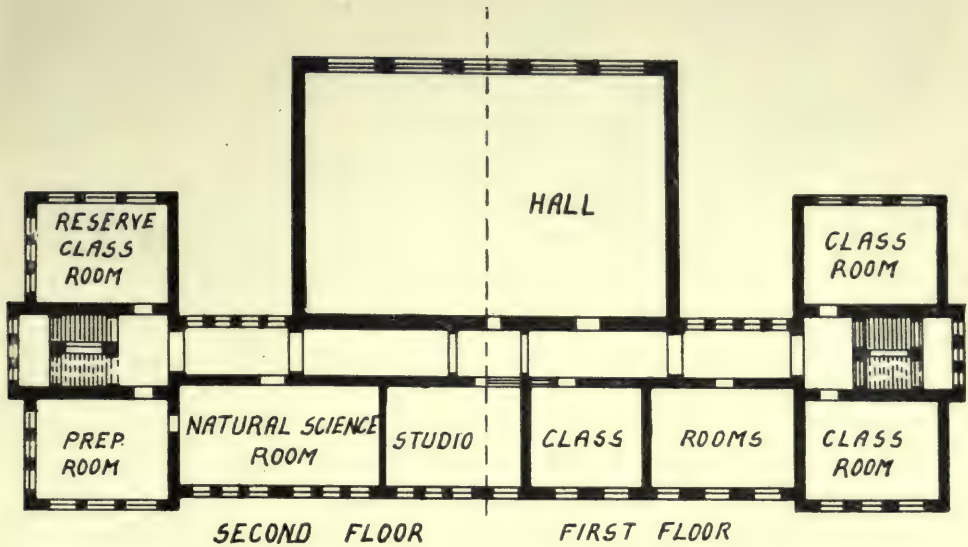 HALL
RESERVE
CLASS
ROOM
CLASS
ROOM
PREP.
ROOM
NATURAL SCIENCE
ROOM
STUDIO
CLASS
ROOMS
CLASS
ROOM
SECOND FLOOR
FIRST FLOOR